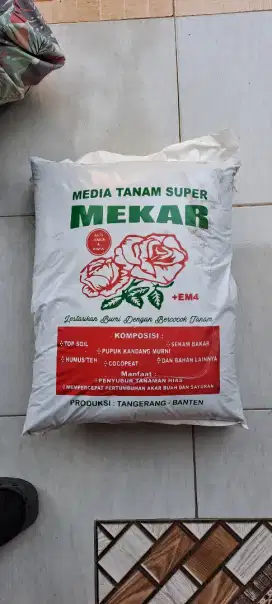 MEDIA TANAM SUPER
MEKAR
+EM4
Lestarikan Bumi Dengan Bercocok Tanam
KOMPOSISI :
TOP SOIL
SEKAM BAKAR
PUPUK KANDANG MURNI
HUMUS/TEN
COCOPEAT
DAN BAHAN LAINNYA
Manfaat :
PENYUBUR TANAMAN HIAS
MEMPERCEPAT PERTUMBUHAN AKAR BUAH DAN SAYURAN
PRODUKSI : TANGERANG - BANTEN